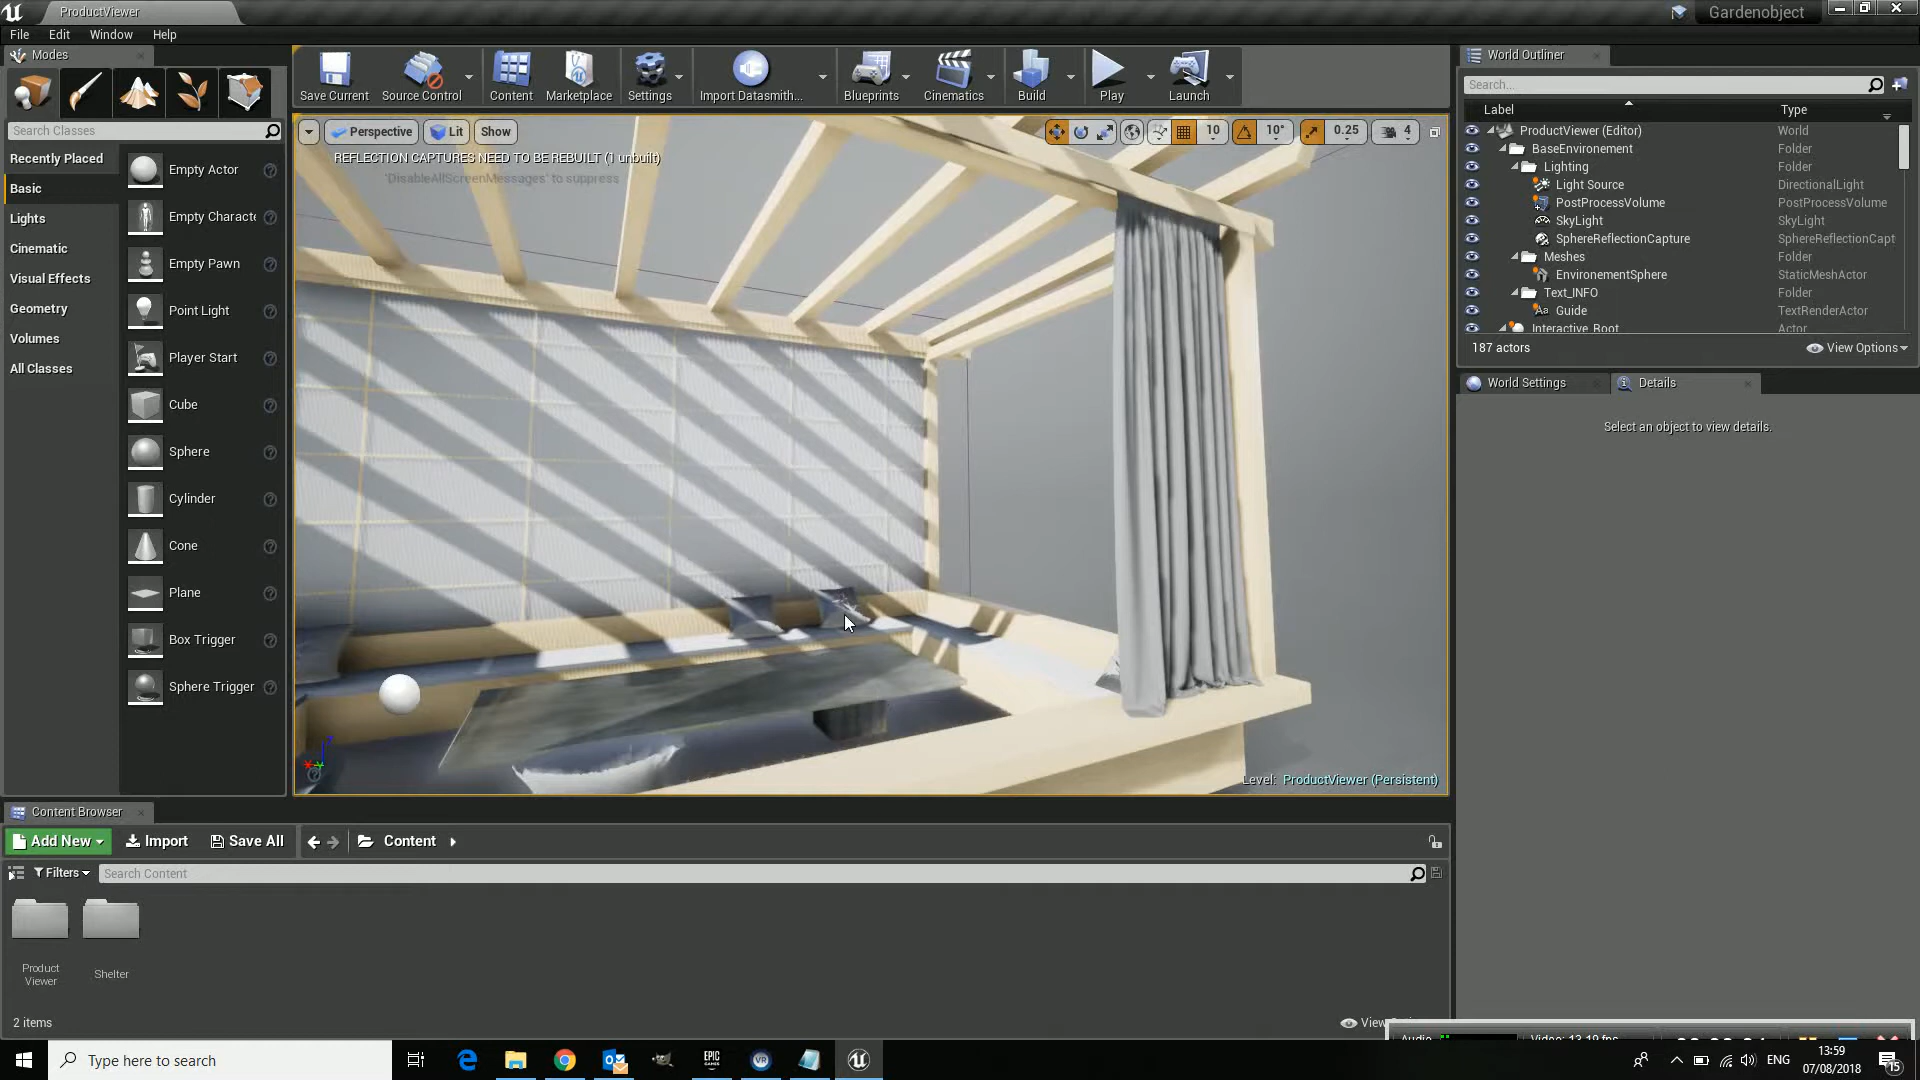 ProductViewer
Gardenobject
File Edit Window Help
Modes
Search Classes
Recently Placed
Basic
Lights
Cinematic
Visual Effects
Geometry
Volumes
All Classes
Empty Actor
Empty Characte
Empty Pawn
Point Light
Player Start
Cube
Sphere
Cylinder
Cone
Plane
Box Trigger
Sphere Trigger
Save Current Source Control Content Marketplace Settings Import Datasmith... Blueprints Cinematics Build Play Launch
Perspective Lit Show
10 10° 0.25 4
REFLECTION CAPTURES NEED TO BE REBUILT (1 unbuilt)
'DisableAllScreenMessages' to suppress
Level: ProductViewer (Persistent)
World Outliner
Search...
Label Type
ProductViewer (Editor) World
BaseEnvironement Folder
Lighting Folder
Light Source DirectionalLight
PostProcessVolume PostProcessVolume
SkyLight SkyLight
SphereReflectionCapture SphereReflectionCapt
Meshes Folder
EnvironementSphere StaticMeshActor
Text_INFO Folder
Guide TextRenderActor
Interactive_Root Actor
187 actors
View Options
World Settings Details
Select an object to view details.
Content Browser
Add New Import Save All Content
Filters Search Content
Product
Viewer
Shelter
2 items
Type here to search
ENG
13:59
07/08/2018
15